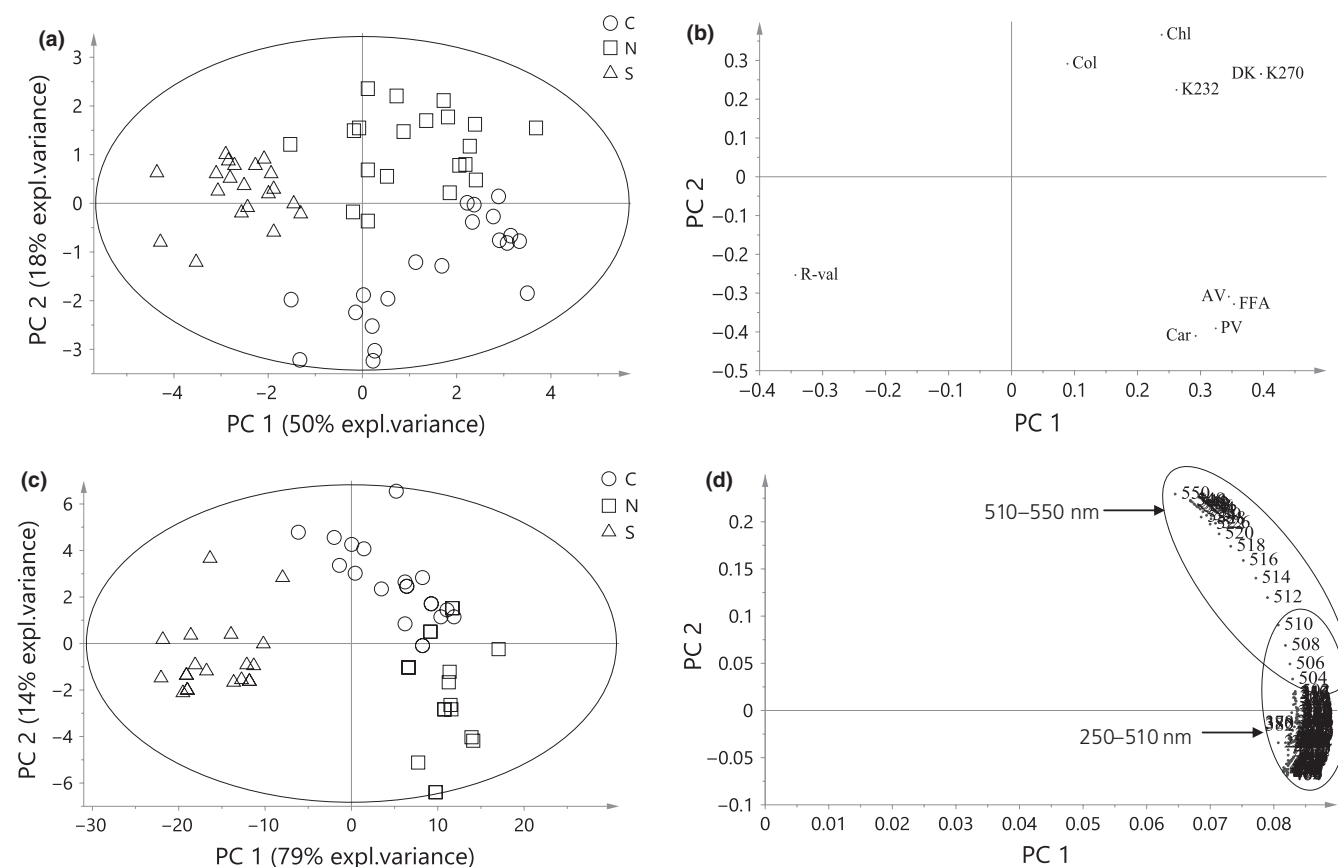 (a)
C
N
S
3
2
1
0
−1
−2
−3
PC 2 (18% expl.variance)
−4
−2
0
2
4
PC 1 (50% expl.variance)
(b)
Chl
Col
DK
K270
K232
R-val
AV
FFA
PV
Car
0.3
0.2
0.1
0
−0.1
−0.2
−0.3
−0.4
−0.5
PC 2
−0.4
−0.3
−0.2
−0.1
0
0.1
0.2
0.3
0.4
PC 1
(c)
C
N
S
6
4
2
0
−2
−4
−6
PC 2 (14% expl.variance)
−30
−20
−10
0
10
20
PC 1 (79% expl.variance)
(d)
510–550 nm
550
526
520
518
516
514
512
510
508
506
504
250–510 nm
0.2
0.15
0.1
0.05
0
−0.05
−0.1
PC 2
0
0.01
0.02
0.03
0.04
0.05
0.06
0.07
0.08
PC 1